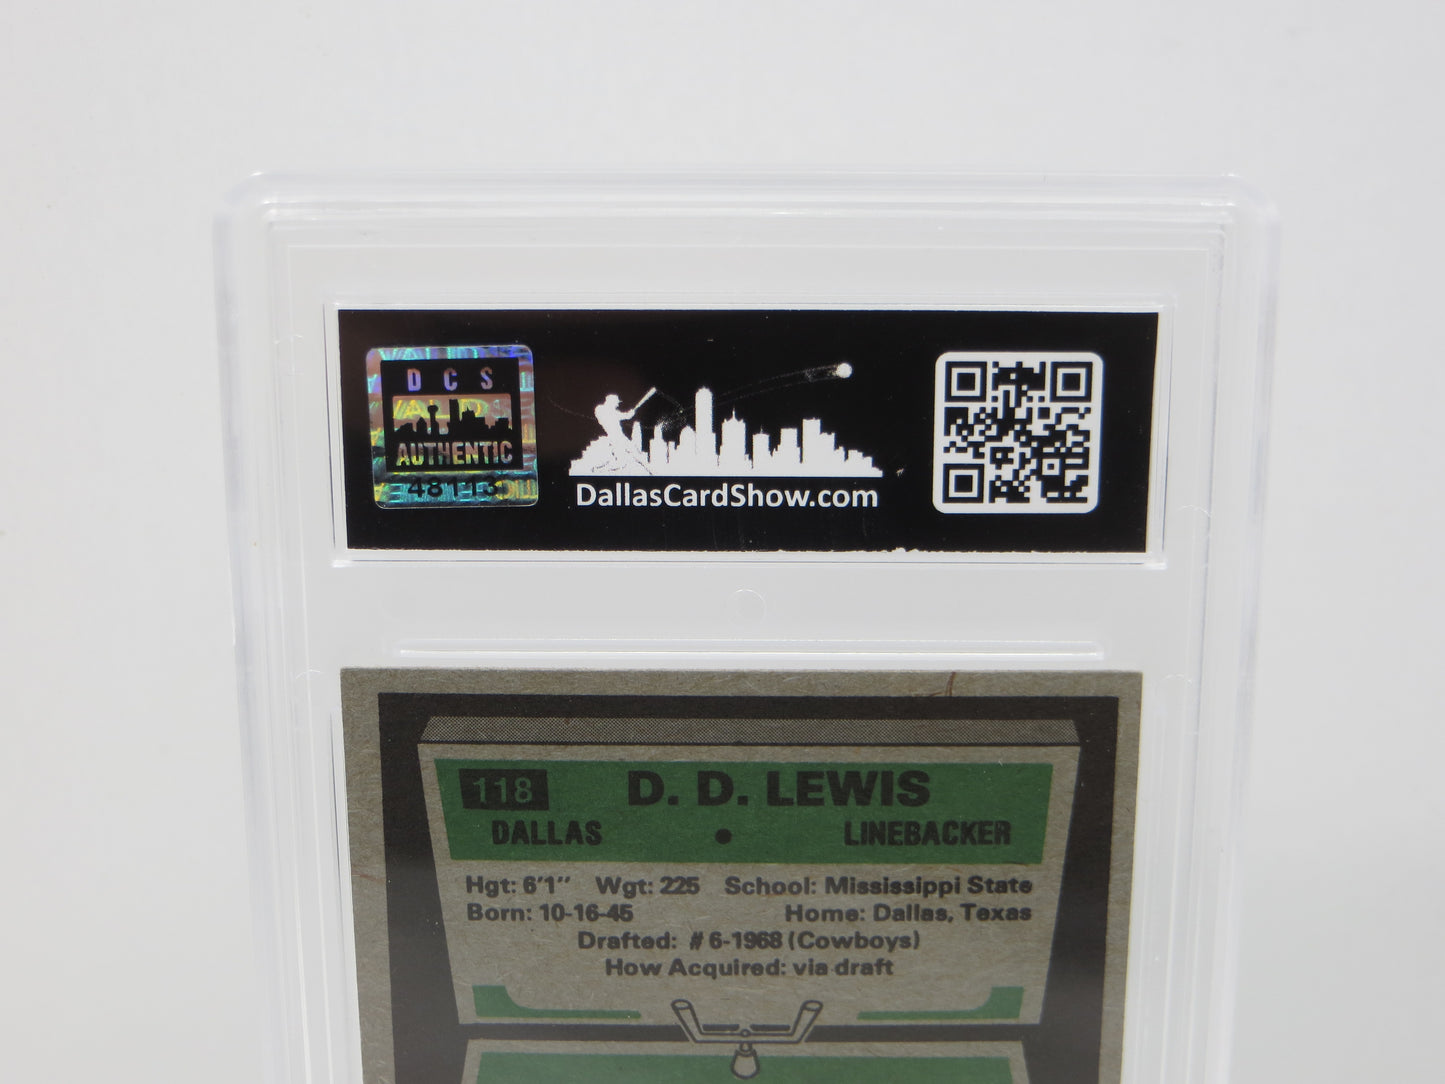 DCS
AUTHENTIC
48113
DallasCardShow.com
118 D. D. LEWIS
DALLAS • LINEBACKER
Hgt: 6'1" Wgt: 225 School: Mississippi State
Born: 10-16-45 Home: Dallas, Texas
Drafted: #6-1968 (Cowboys)
How Acquired: via draft